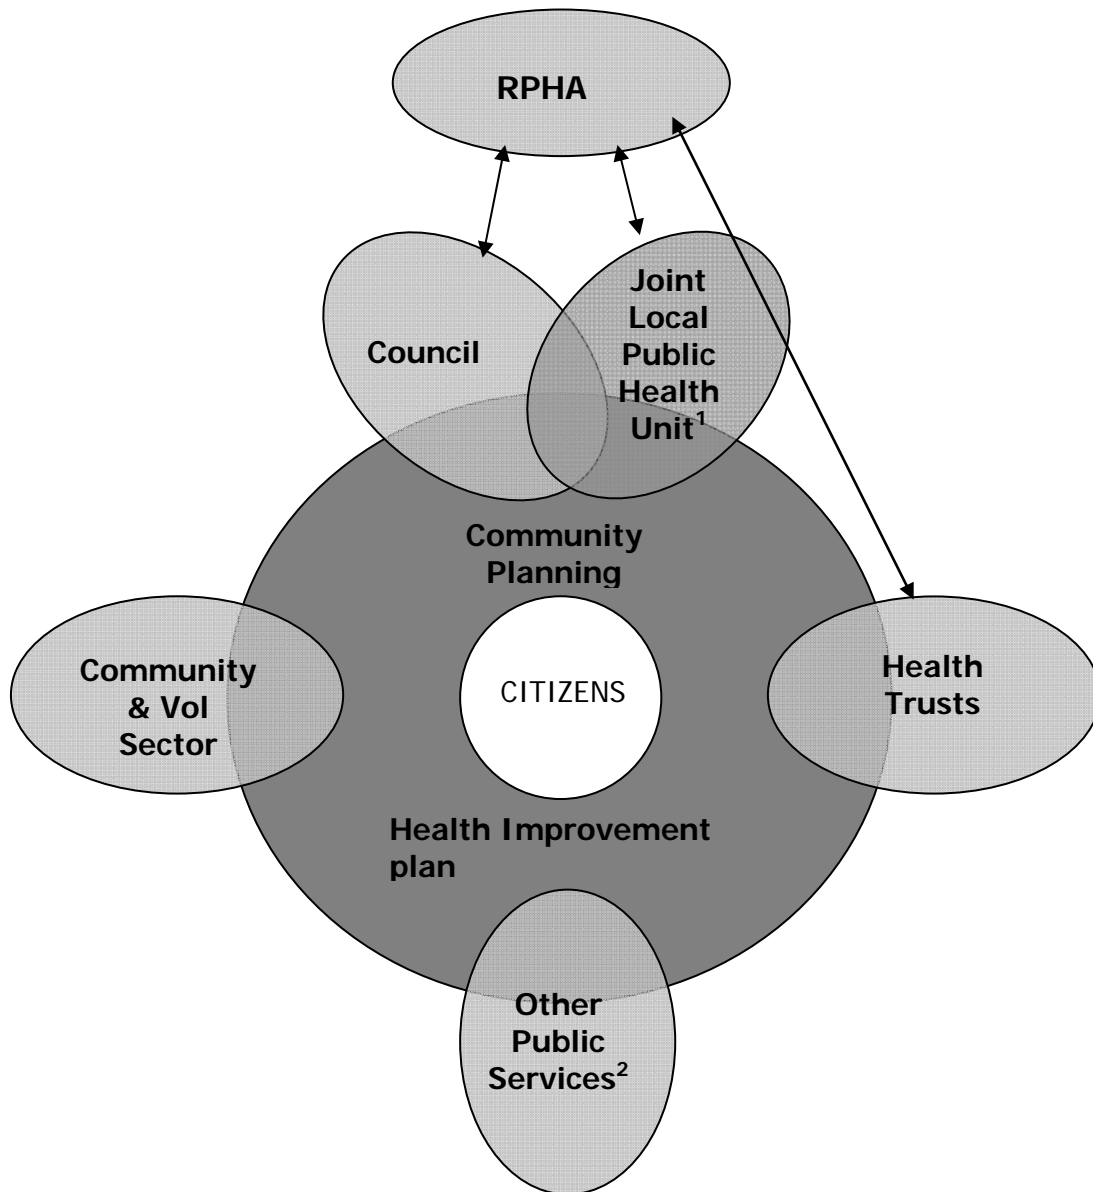 RPHA
Joint
Local
Public
Health
Unit¹
Council
Community
Planning
Community
& Vol
Sector
CITIZENS
Health
Trusts
Health Improvement
plan
Other
Public
Services²